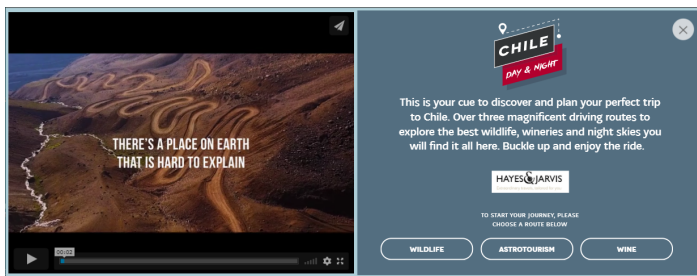 THERE'S A PLACE ON EARTH
THAT IS HARD TO EXPLAIN
00:02
CHILE
DAY & NIGHT
This is your cue to discover and plan your perfect trip
to Chile. Over three magnificent driving routes to
explore the best wildlife, wineries and night skies you
will find it all here. Buckle up and enjoy the ride.
HAYES&JARVIS
TO START YOUR JOURNEY, PLEASE
CHOOSE A ROUTE BELOW
WILDLIFE
ASTROTOURISM
WINE